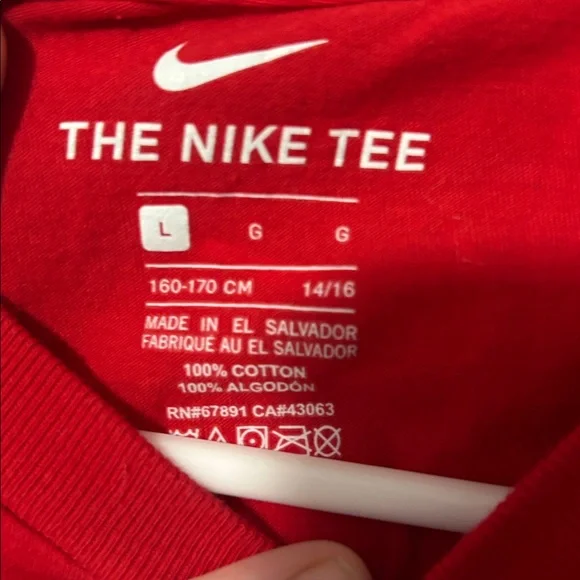 THE NIKE TEE
L G G
160-170 CM 14/16
MADE IN EL SALVADOR
FABRIQUÉ AU EL SALVADOR
100% COTTON
100% ALGODÓN
RN#67891 CA#43063